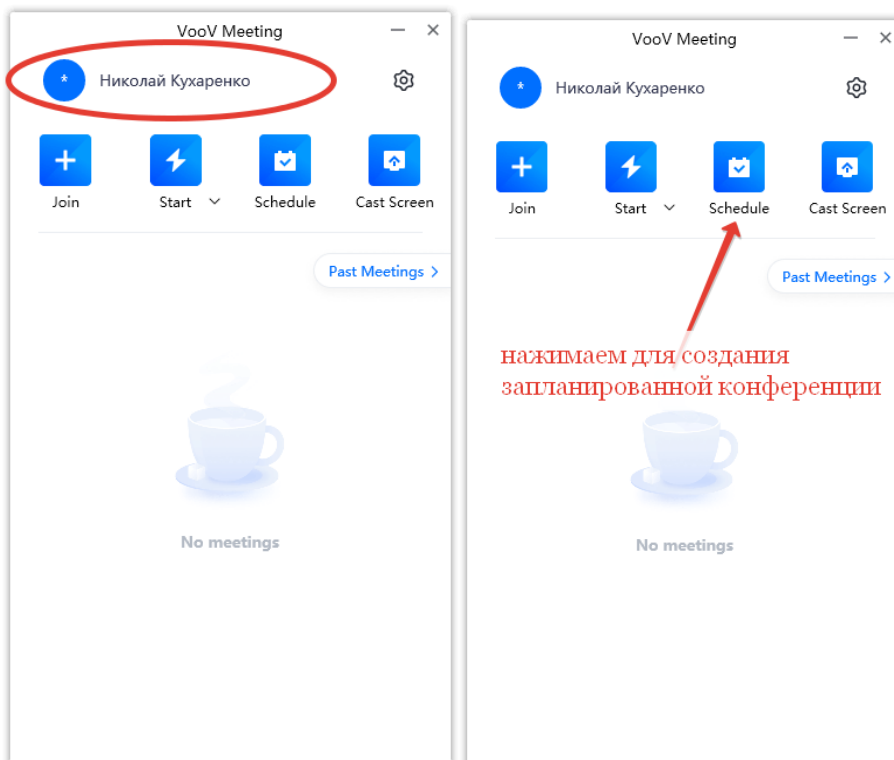 VooV Meeting
* Николай Кухаренко
Join Start Schedule Cast Screen
Past Meetings >
No meetings
VooV Meeting
* Николай Кухаренко
Join Start Schedule Cast Screen
Past Meetings >
нажимаем для создания
запланированной конференции
No meetings